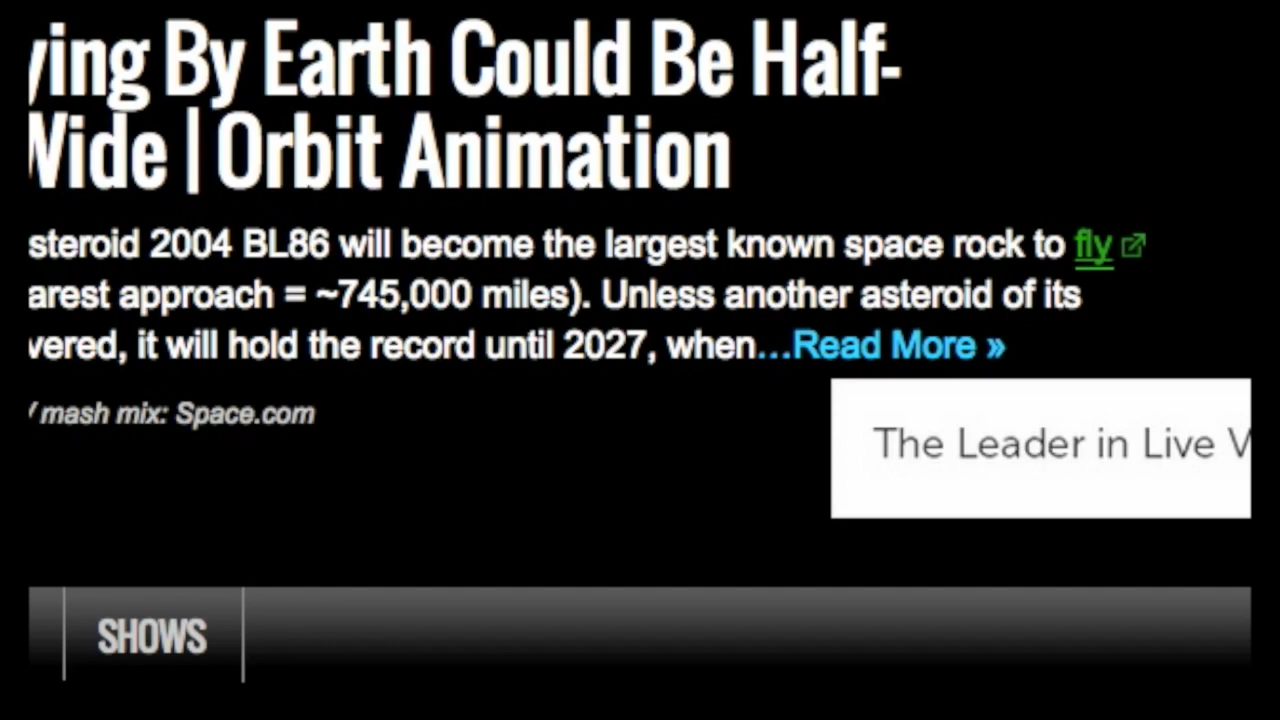 ying By Earth Could Be Half-
Wide | Orbit Animation
steroid 2004 BL86 will become the largest known space rock to fly
arest approach = ~745,000 miles). Unless another asteroid of its
vered, it will hold the record until 2027, when...Read More »
/ mash mix: Space.com
The Leader in Live V
SHOWS